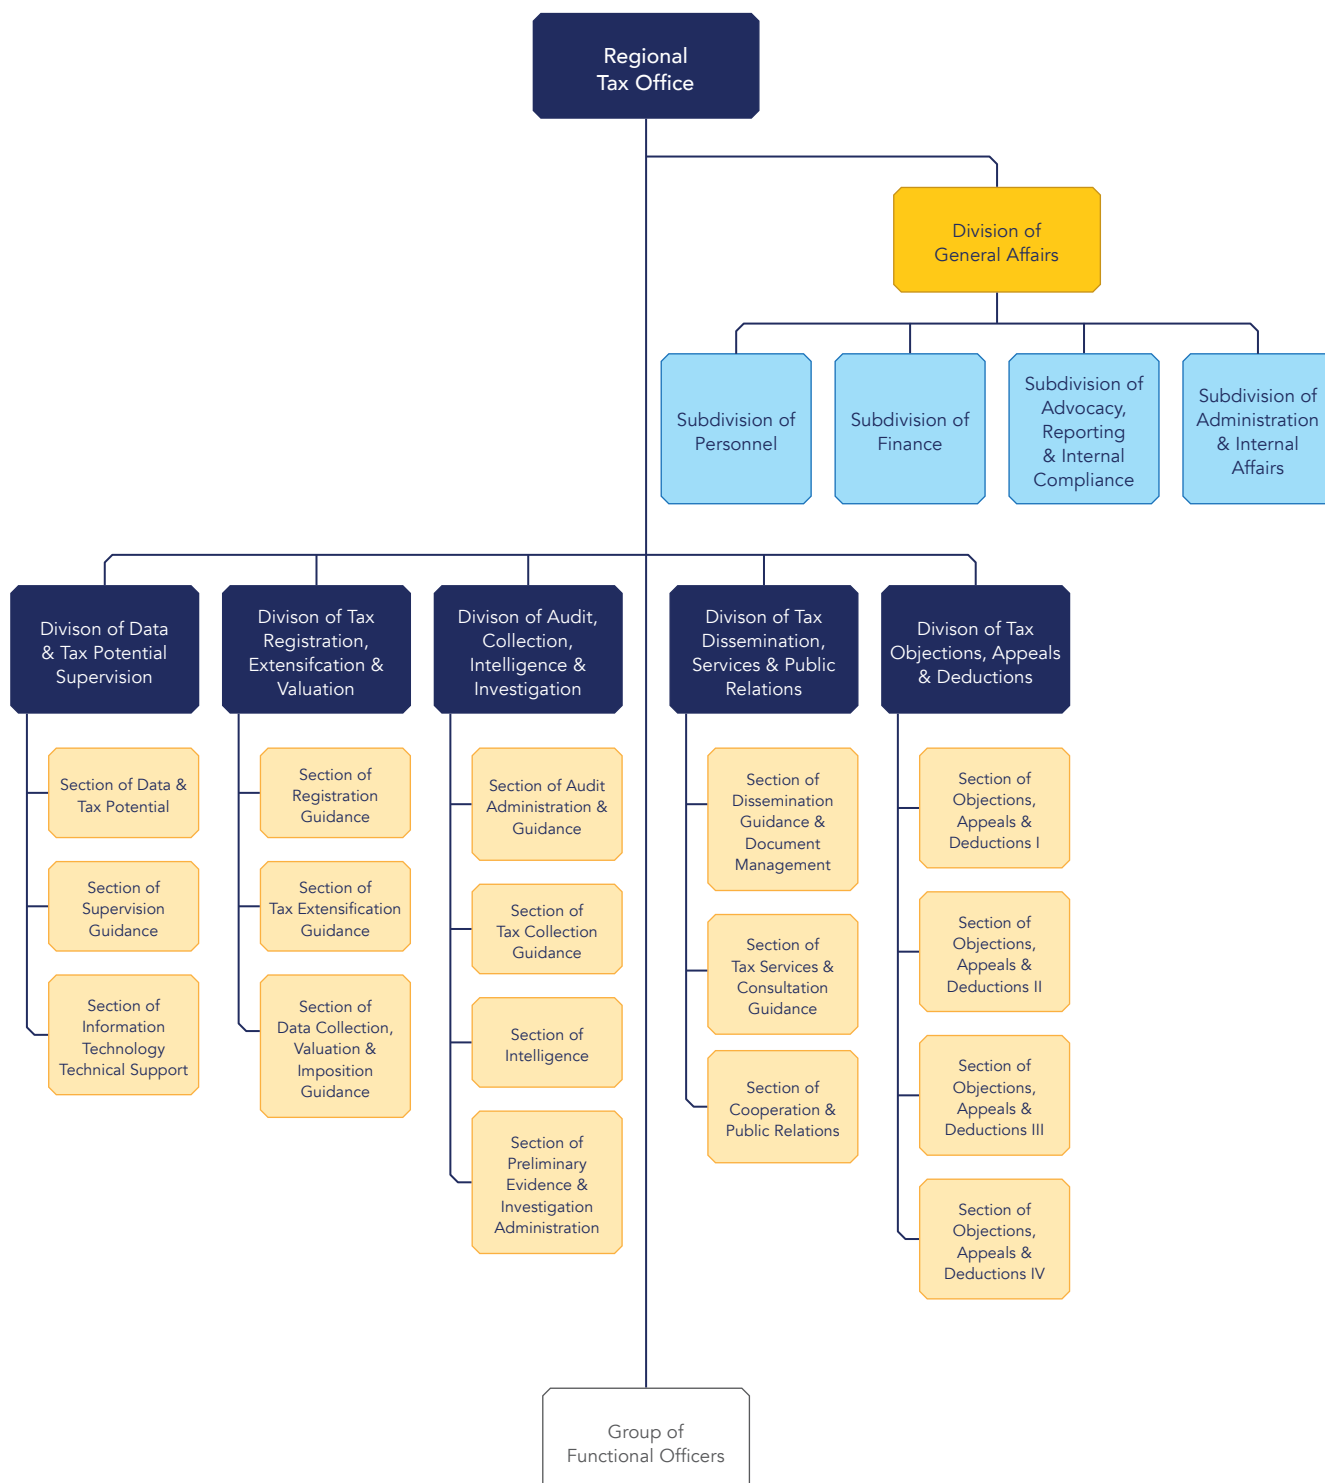 Regional
Tax Office
Division of
General Affairs
Subdivision of
Personnel
Subdivision of
Finance
Subdivision of
Advocacy,
Reporting
& Internal
Compliance
Subdivision of
Administration
& Internal
Affairs
Divison of Data
& Tax Potential
Supervision
Divison of Tax
Registration,
Extensifcation &
Valuation
Divison of Audit,
Collection,
Intelligence &
Investigation
Divison of Tax
Dissemination,
Services & Public
Relations
Divison of Tax
Objections, Appeals
& Deductions
Section of Data &
Tax Potential
Section of
Supervision
Guidance
Section of
Information
Technology
Technical Support
Section of
Registration
Guidance
Section of
Tax Extensification
Guidance
Section of
Data Collection,
Valuation &
Imposition
Guidance
Section of Audit
Administration &
Guidance
Section of
Tax Collection
Guidance
Section of
Intelligence
Section of
Preliminary
Evidence &
Investigation
Administration
Section of
Dissemination
Guidance &
Document
Management
Section of
Tax Services &
Consultation
Guidance
Section of
Cooperation &
Public Relations
Section of
Objections,
Appeals &
Deductions I
Section of
Objections,
Appeals &
Deductions II
Section of
Objections,
Appeals &
Deductions III
Section of
Objections,
Appeals &
Deductions IV
Group of
Functional Officers